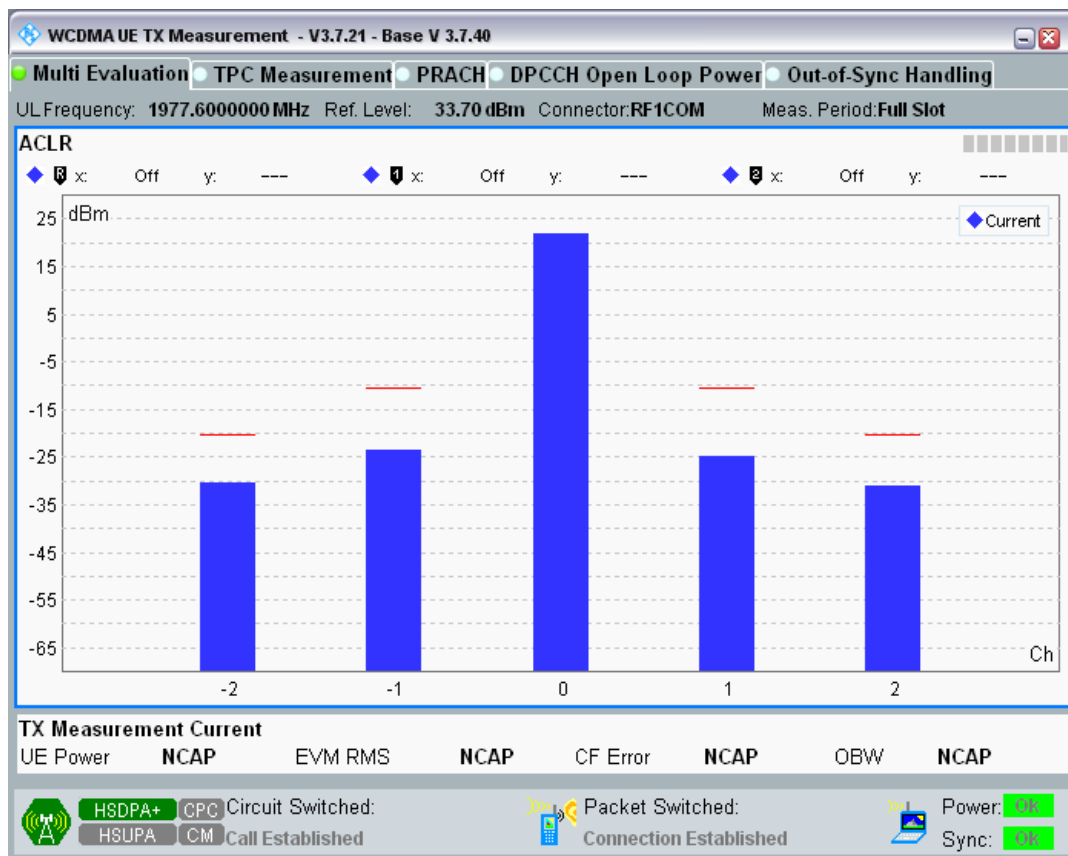 WCDMA UE TX Measurement - V3.7.21 - Base V 3.7.40
Multi Evaluation TPC Measurement PRACH DPCCH Open Loop Power Out-of-Sync Handling
UL Frequency: 1977.6000000 MHz Ref. Level: 33.70 dBm Connector:RF1COM Meas. Period:Full Slot
ACLR
R x: Off y: --- 1 x: Off y: --- 2 x: Off y: ---
dBm
Current
25
15
5
-5
-15
-25
-35
-45
-55
-65
Ch
-2 -1 0 1 2
TX Measurement Current
UE Power NCAP EVM RMS NCAP CF Error NCAP OBW NCAP
HSDPA+ CPC Circuit Switched: Packet Switched: Power: OK
HSUPA CM Call Established Connection Established Sync: OK